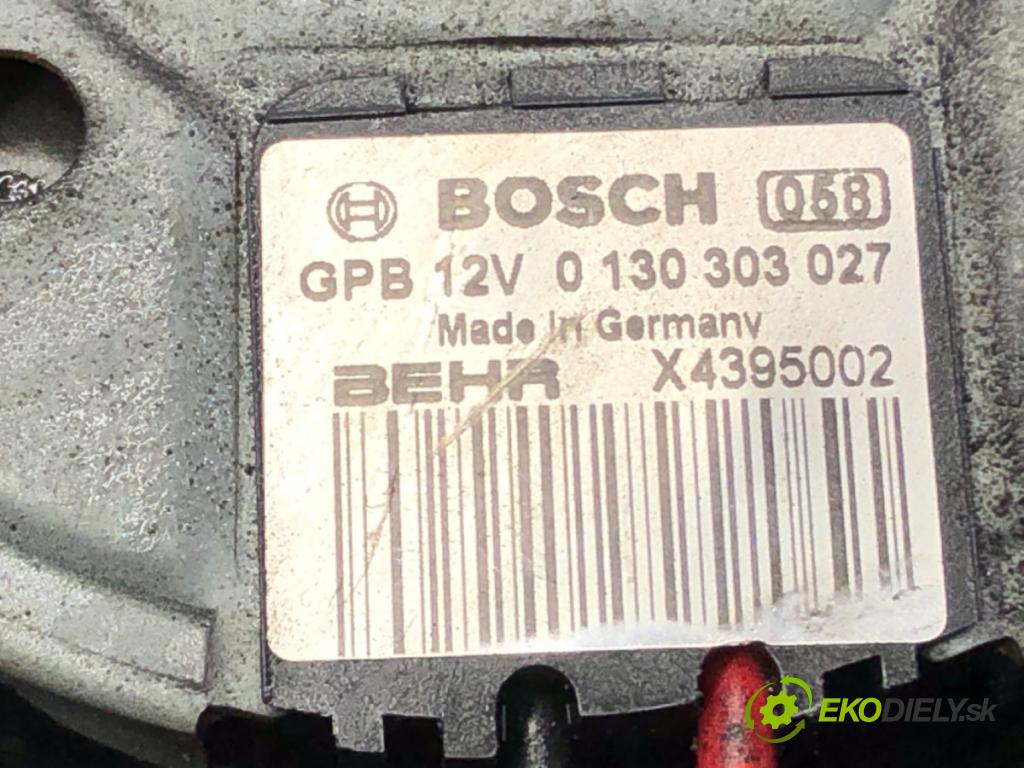 BOSCH 058
GPB 12V 0 130 303 027
Made in Germany
BEHR X4395002
EKODIELY.sk